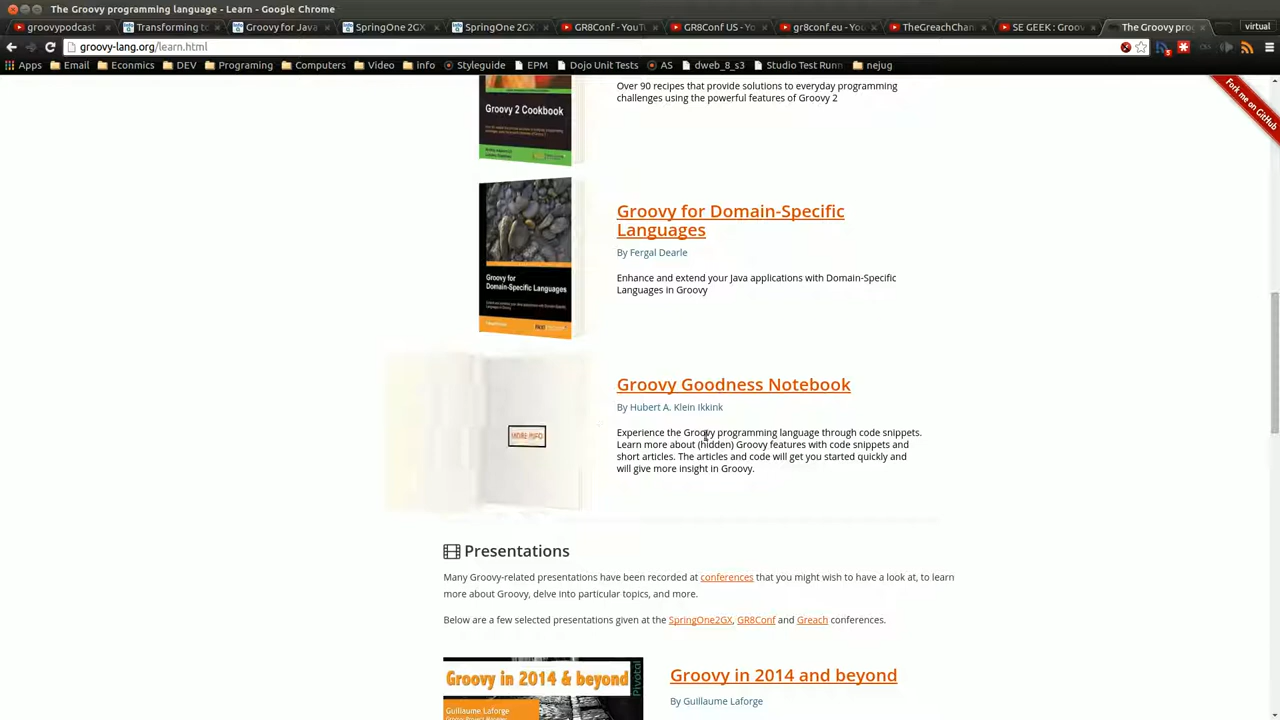 The Groovy programming language - Learn - Google Chrome
groovypodcast
Transforming to
Groovy for Java
SpringOne 2GX
SpringOne 2GX
GR8Conf - YouTu
GR8Conf US - Yo
gr8conf.eu - You
TheGreachChan
SE GEEK : Groov
The Groovy prog
virtual
groovy-lang.org/learn.html
Apps
Email
Econmics
DEV
Programing
Computers
Video
Info
Styleguide
EPM
Dojo Unit Tests
AS
dweb_8_s3
Studio Test Runn
nejug
Fork me on GitHub
Groovy 2 Cookbook
Over 90 recipes that provide solutions to everyday programming
challenges using the powerful features of Groovy 2
Groovy for
Domain-Specific Languages
Groovy for Domain-Specific
Languages
By Fergal Dearle
Enhance and extend your Java applications with Domain-Specific
Languages in Groovy
MORE INFO
Groovy Goodness Notebook
By Hubert A. Klein Ikkink
Experience the Groovy programming language through code snippets.
Learn more about (hidden) Groovy features with code snippets and
short articles. The articles and code will get you started quickly and
will give more insight in Groovy.
Presentations
Many Groovy-related presentations have been recorded at conferences that you might wish to have a look at, to learn
more about Groovy, delve into particular topics, and more.
Below are a few selected presentations given at the SpringOne2GX, GR8Conf and Greach conferences.
Groovy in 2014 & beyond
Pivotal
Guillaume Laforge
Groovy in 2014 and beyond
By Guillaume Laforge